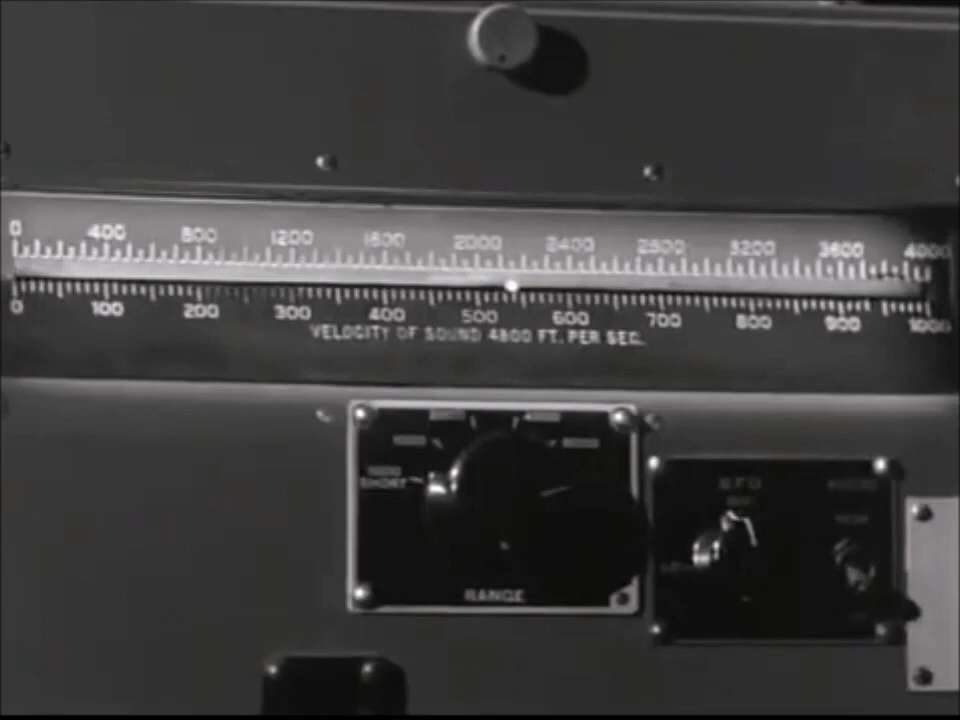 0 400 800 1200 1600 2000 2400 2800 3200 3600 4000
0 100 200 300 400 500 600 700 800 900 1000
VELOCITY OF SOUND 4800 FT. PER SEC.
SHORT
RANGE